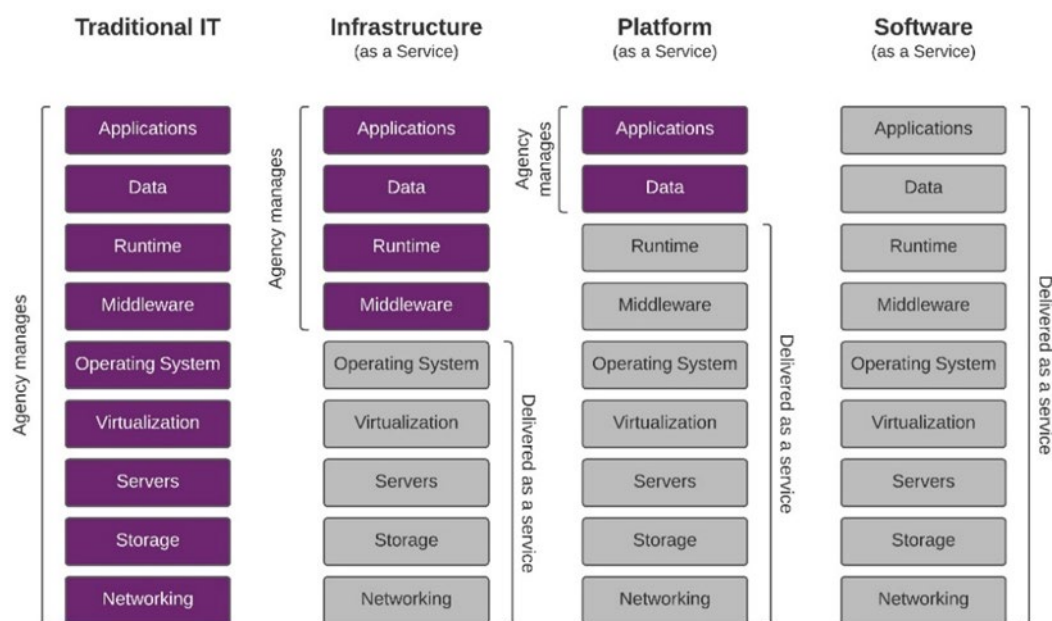 Traditional IT
Infrastructure
(as a Service)
Platform
(as a Service)
Software
(as a Service)
Agency manages
Applications
Data
Runtime
Middleware
Operating System
Virtualization
Servers
Storage
Networking
Agency manages
Applications
Data
Runtime
Middleware
Operating System
Virtualization
Servers
Storage
Networking
Delivered as a service
Agency
manages
Applications
Data
Runtime
Middleware
Operating System
Virtualization
Servers
Storage
Networking
Delivered as a service
Applications
Data
Runtime
Middleware
Operating System
Virtualization
Servers
Storage
Networking
Delivered as a service